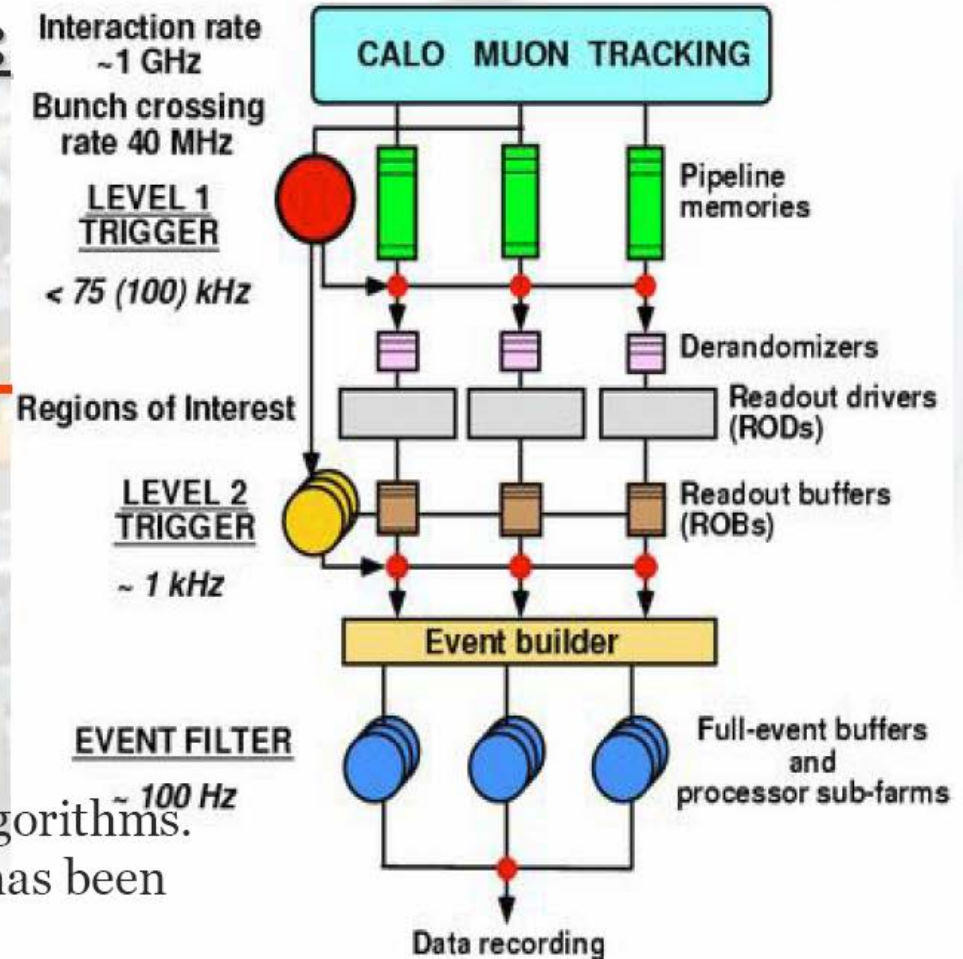 Interaction rate
~1 GHz
CALO MUON TRACKING
Bunch crossing
rate 40 MHz
LEVEL 1
TRIGGER
Pipeline
memories
< 75 (100) kHz
Derandomizers
Regions of Interest
Readout drivers
(RODs)
LEVEL 2
TRIGGER
Readout buffers
(ROBs)
~ 1 kHz
Event builder
EVENT FILTER
Full-event buffers
and
processor sub-farms
~ 100 Hz
gorithms.
has been
Data recording